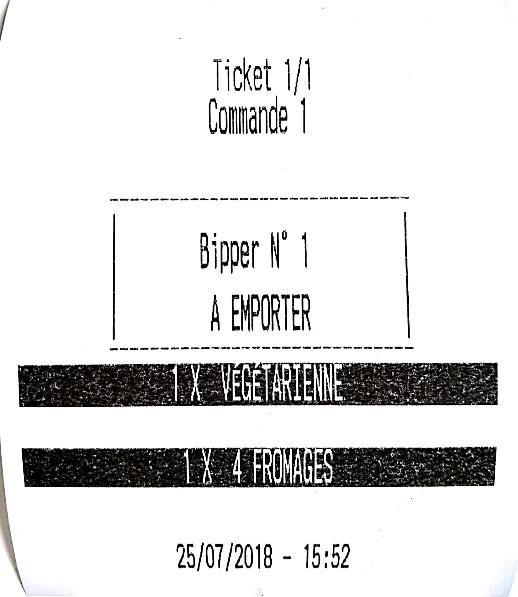 Ticket 1/1
Commande 1
Bipper N° 1
A EMPORTER
1 X VÉGÉTARIENNE
1 X 4 FROMAGES
25/07/2018 - 15:52